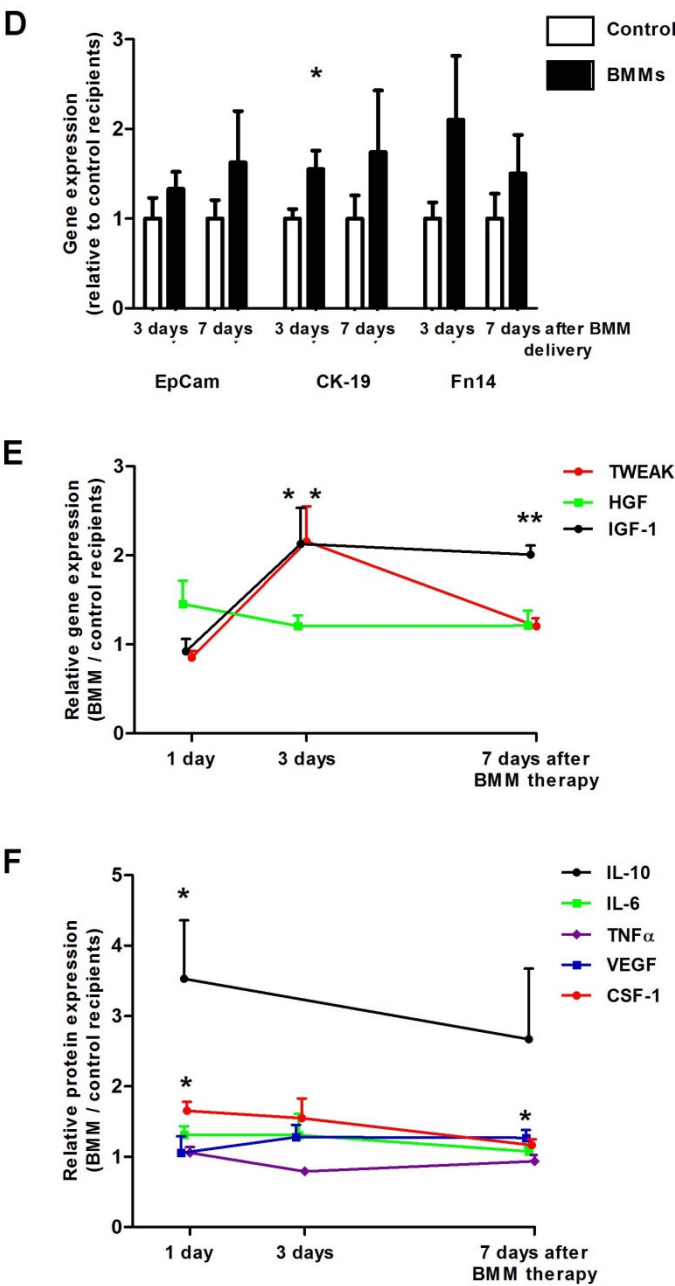 D
Gene expression
(relative to control recipients)
3
2
1
0
*
Control
BMMs
3 days 7 days 3 days 7 days 3 days 7 days after BMM
delivery
EpCam CK-19 Fn14
E
Relative gene expression
(BMM / control recipients)
3
2
1
0
* *
**
TWEAK
HGF
IGF-1
1 day 3 days 7 days after
BMM therapy
F
Relative protein expression
(BMM / control recipients)
5
4
3
2
1
0
*
*
*
IL-10
IL-6
TNFα
VEGF
CSF-1
1 day 3 days 7 days after
BMM therapy